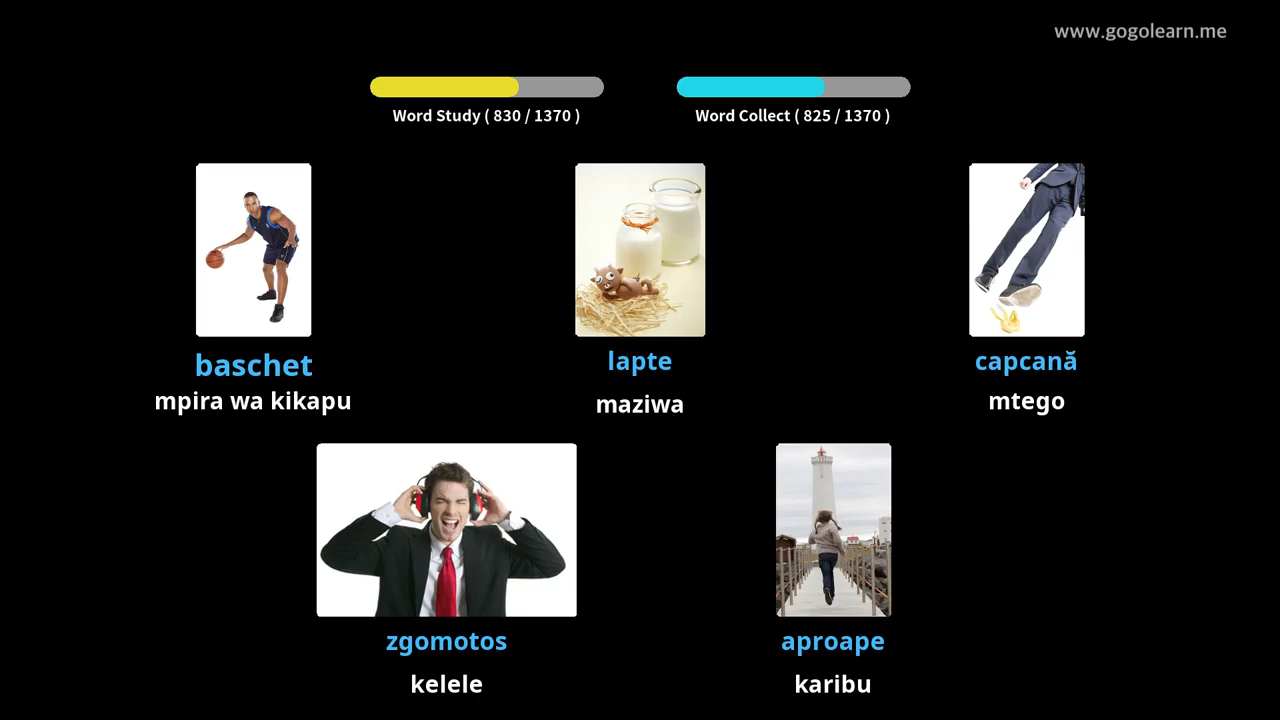 www.gogolearn.me
Word Study ( 830 / 1370 )
Word Collect ( 825 / 1370 )
baschet
mpira wa kikapu
lapte
maziwa
capcană
mtego
zgomotos
kelele
aproape
karibu